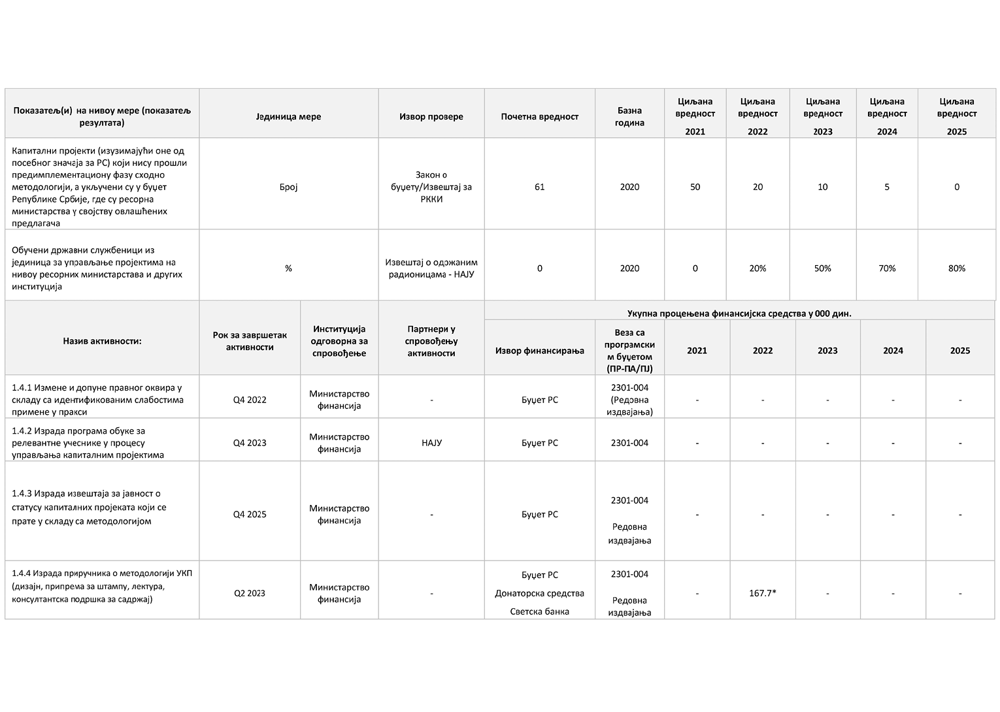 Показатељ(и) на нивоу мере (показатељ
резултата)
Јединица мере
Извор провере
Почетна вредност
Базна
година
Циљана
вредност
2021
Циљана
вредност
2022
Циљана
вредност
2023
Циљана
вредност
2024
Циљана
вредност
2025
Капитални пројекти (изузимајући оне од
посебног значаја за РС) који нису прошли
предимплементациону фазу сходно
методологији, а укључени су у буџет
Републике Србије, где су ресорна
министарства у својству овлашћених
предлагача
Број
Закон о
буџету/Извештај за
РККИ
61
2020
50
20
10
5
0
Обучени државни службеници из
јединица за управљање пројектима на
нивоу ресорних министарстава и других
институција
%
Извештај о одржаним
радионицама - НАЈУ
0
2020
0
20%
50%
70%
80%
Назив активности:
Рок за завршетак
активности
Институција
одговорна за
спровођење
Партнери у
спровођењу
активности
Укупна процењена финансијска средства у 000 дин.
Извор финансирања
Веза са
програмски
м буџетом
(ПР-ПА/ПЈ)
2021
2022
2023
2024
2025
1.4.1 Измене и допуне правног оквира у
складу са идентификованим слабостима
примене у пракси
Q4 2022
Министарство
финансија
-
Буџет РС
2301-004
(Редовна
издвајања)
-
-
-
-
-
1.4.2 Израда програма обуке за
релевантне учеснике у процесу
управљања капиталним пројектима
Q4 2023
Министарство
финансија
НАЈУ
Буџет РС
2301-004
-
-
-
-
-
1.4.3 Израда извештаја за јавност о
статусу капиталних пројеката који се
прате у складу са методологијом
Q4 2025
Министарство
финансија
-
Буџет РС
2301-004
Редовна
издвајања
-
-
-
-
-
1.4.4 Израда приручника о методологији УКП
(дизајн, припрема за штампу, лектура,
консултантска подршка за садржај)
Q2 2023
Министарство
финансија
-
Буџет РС
Донаторска средства
Светска банка
2301-004
Редовна
издвајања
-
167.7*
-
-
-